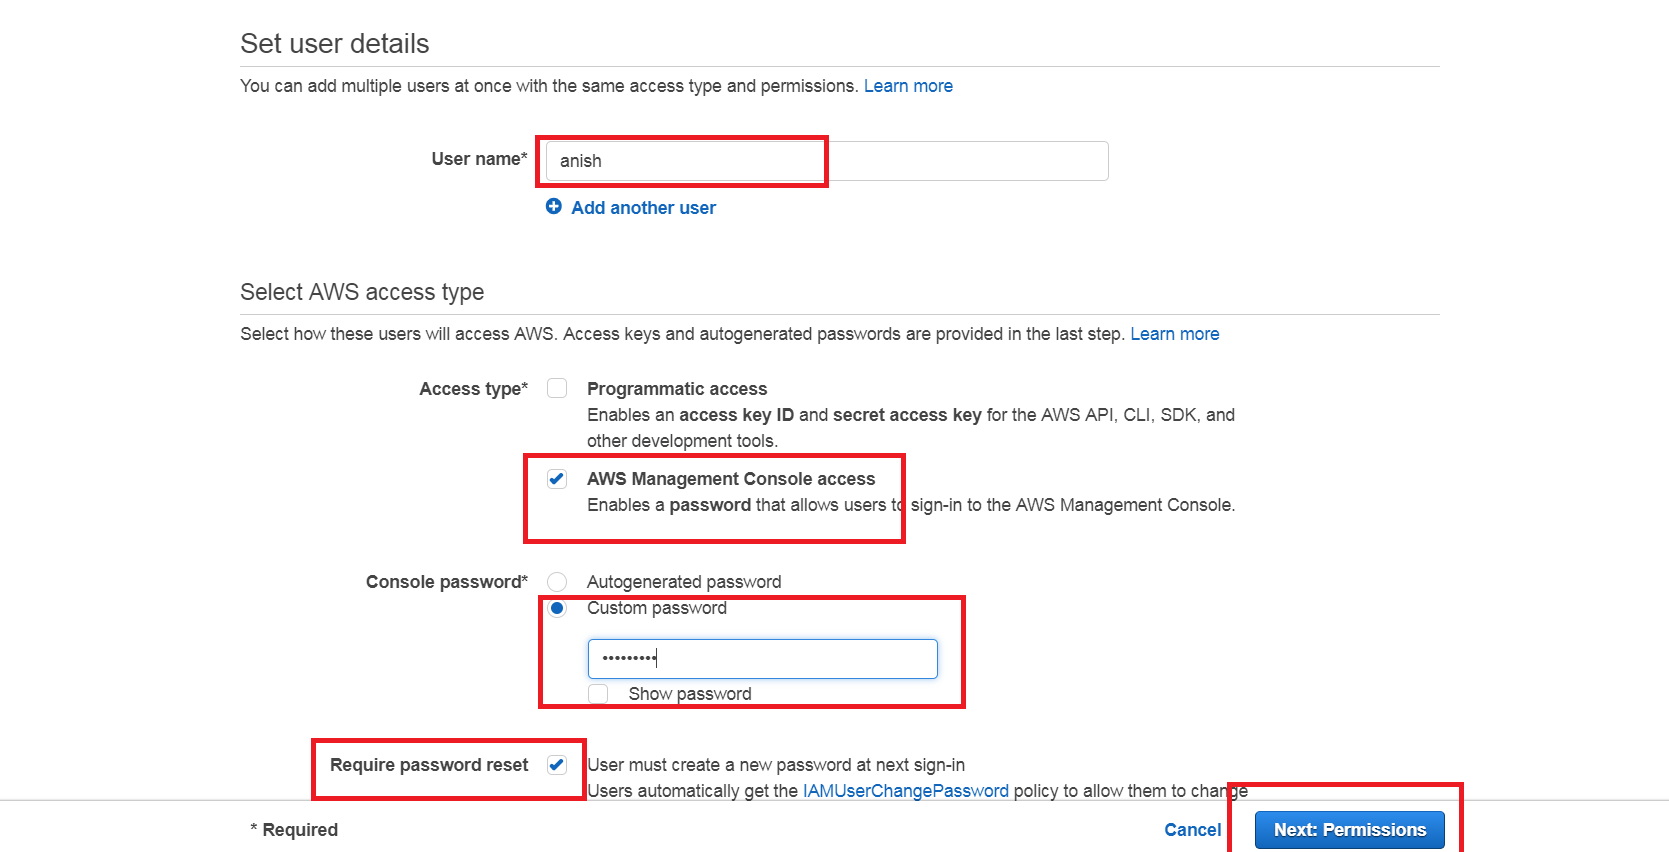 Set user details
You can add multiple users at once with the same access type and permissions. Learn more
User name* anish
Add another user
Select AWS access type
Select how these users will access AWS. Access keys and autogenerated passwords are provided in the last step. Learn more
Access type* Programmatic access
Enables an access key ID and secret access key for the AWS API, CLI, SDK, and
other development tools.
AWS Management Console access
Enables a password that allows users to sign-in to the AWS Management Console.
Console password* Autogenerated password
Custom password
•••••••••
Show password
Require password reset User must create a new password at next sign-in
Users automatically get the IAMUserChangePassword policy to allow them to change
* Required Cancel Next: Permissions